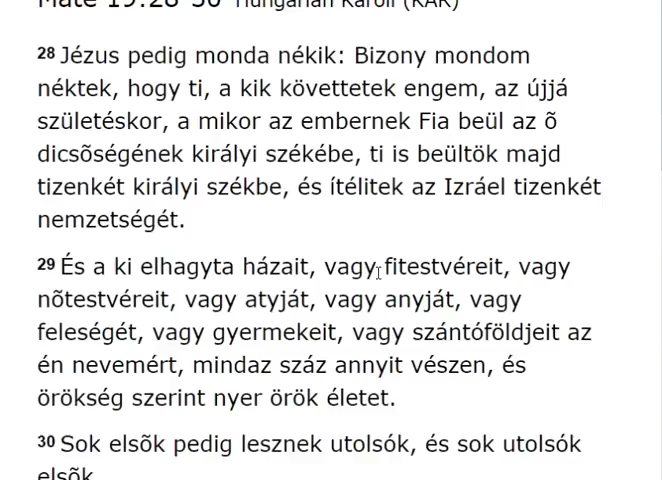 Máté 19:28-30 Hungarian Károli (KAR)
28 Jézus pedig monda nékik: Bizony mondom
néktek, hogy ti, a kik követtetek engem, az újjá
születéskor, a mikor az embernek Fia beül az õ
dicsõségének királyi székébe, ti is beültök majd
tizenkét királyi székbe, és ítélitek az Izráel tizenkét
nemzetségét.
29 És a ki elhagyta házait, vagy fitestvéreit, vagy
nõtestvéreit, vagy atyját, vagy anyját, vagy
feleségét, vagy gyermekeit, vagy szántóföldjeit az
én nevemért, mindaz száz annyit vészen, és
örökség szerint nyer örök életet.
30 Sok elsõk pedig lesznek utolsók, és sok utolsók
elsõk.